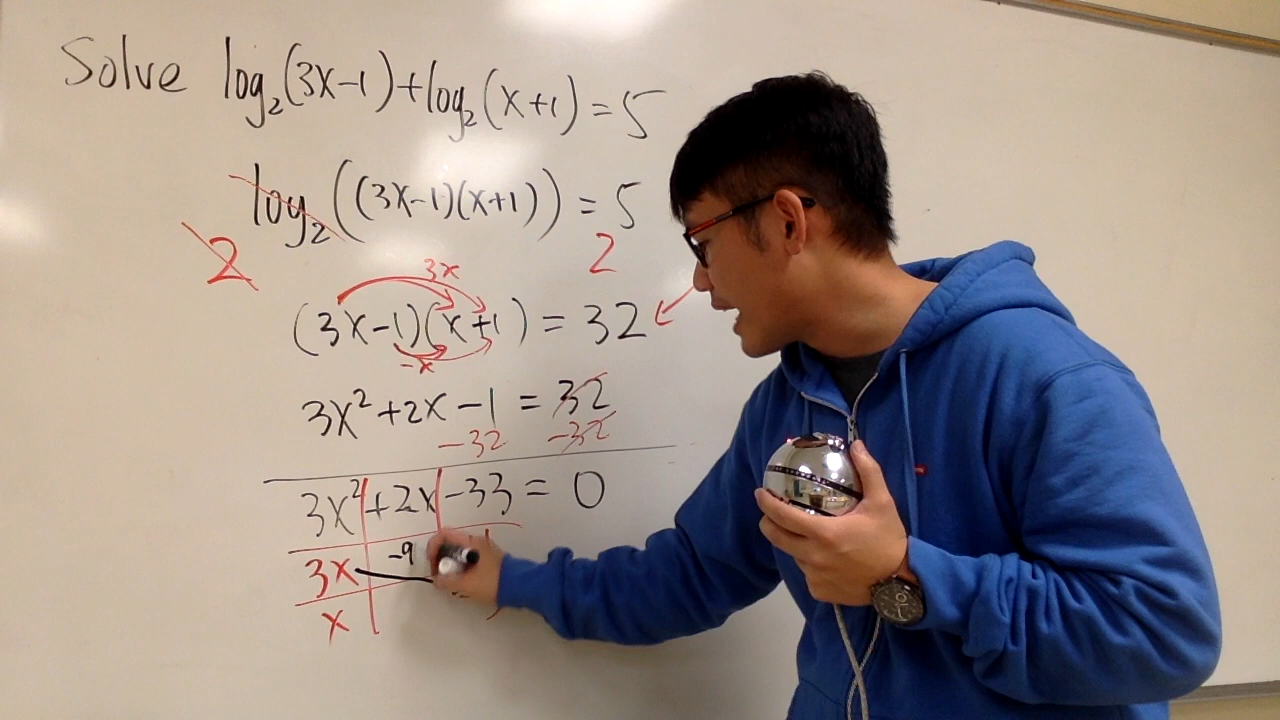 Solve log₂(3x-1)+log₂(x+1)=5
log₂((3x-1)(x+1))=5
2 2
3x
(3x-1)(x+1)=32
-x
3x²+2x-1=32
-32 -32
3x²+2x-33=0
3x -9
x